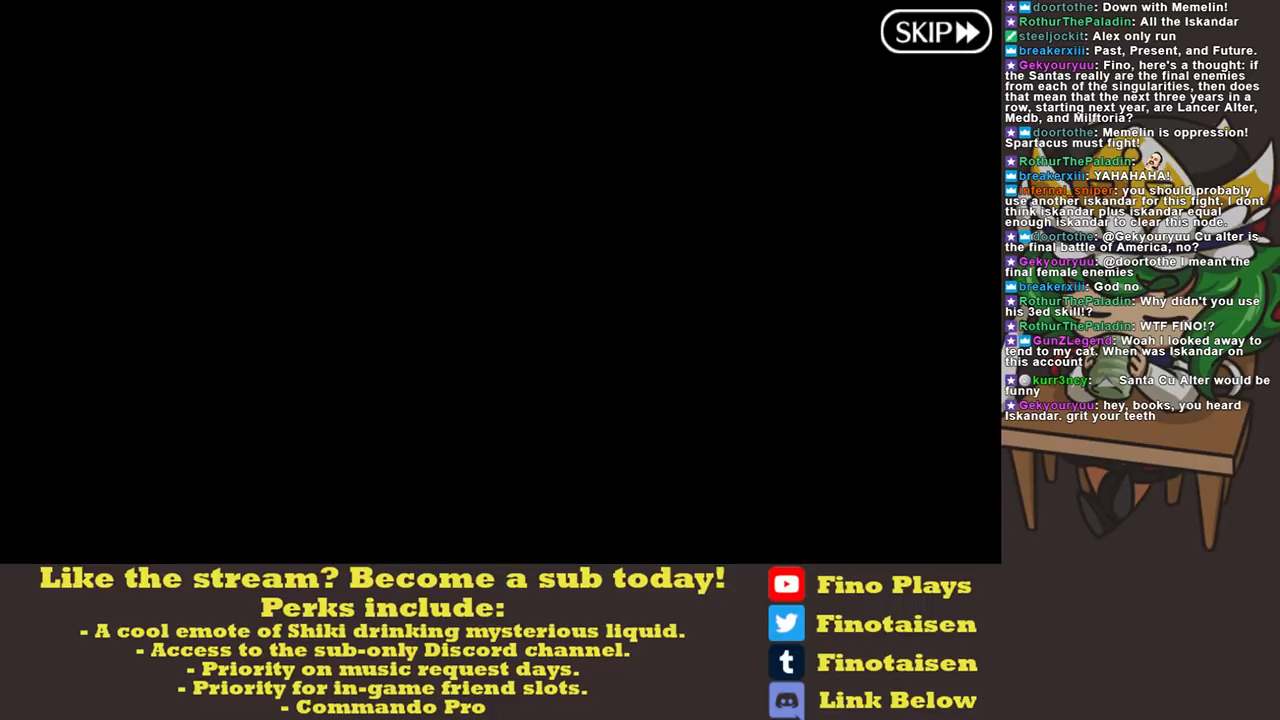 SKIP
doortothe: Down with Memelin!
RothurThePaladin: All the Iskandar
steeljockit: Alex only run
breakerxiii: Past, Present, and Future.
Gekyouryuu: Fino, here's a thought: if
the Santas really are the final enemies
from each of the singularities, then does
that mean that the next three years in a
row, starting next year, are Lancer Alter,
Medb, and Milftoria?
doortothe: Memelin is oppression!
Spartacus must fight!
RothurThePaladin:
breakerxiii: YAHAHAHA!
infernal_sniper: you should probably
use another iskandar for this fight. I dont
think iskandar plus iskandar equal
enough iskandar to clear this node.
doortothe: @Gekyouryuu Cu alter is
the final battle of America, no?
Gekyouryuu: @doortothe I meant the
final female enemies
breakerxiii: God no
RothurThePaladin: Why didn't you use
his 3ed skill!?
RothurThePaladin: WTF FINO!?
GunZLegend: Woah I looked away to
tend to my cat. When was Iskandar on
this account
kurr3ncy: Santa Cu Alter would be
funny
Gekyouryuu: hey, books, you heard
Iskandar. grit your teeth
Like the stream? Become a sub today!
Perks include:
- A cool emote of Shiki drinking mysterious liquid.
- Access to the sub-only Discord channel.
- Priority on music request days.
- Priority for in-game friend slots.
- Commando Pro
Fino Plays
Finotaisen
Finotaisen
Link Below